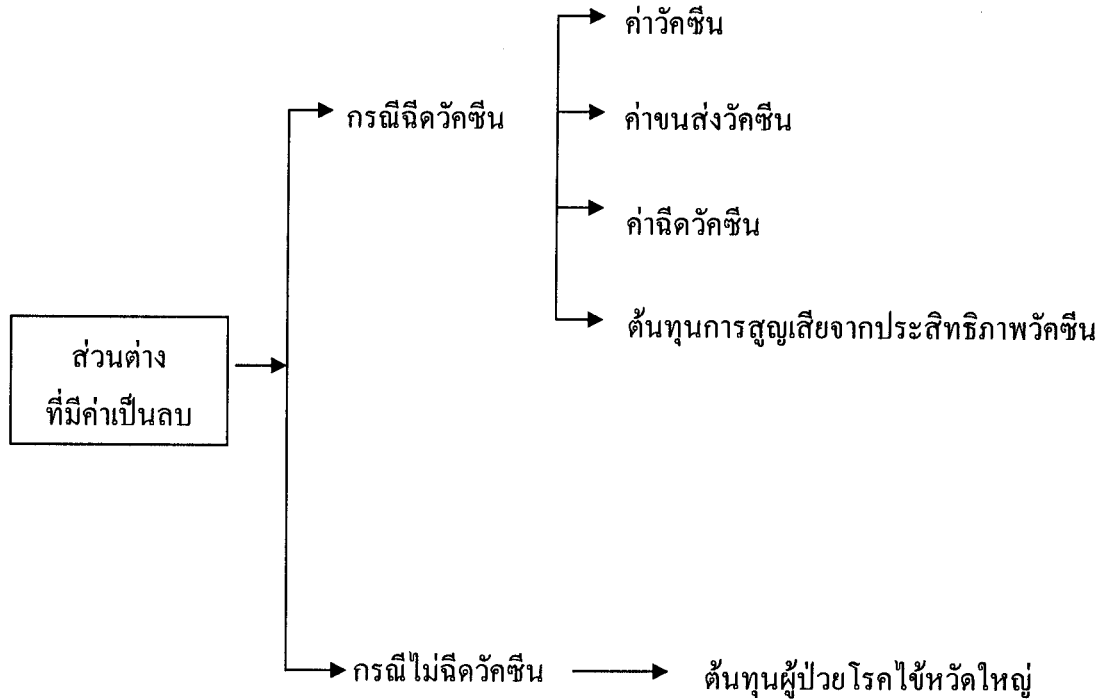 ค่าวัคซีน
กรณีฉีดวัคซีน
ค่าขนส่งวัคซีน
ค่าฉีดวัคซีน
ต้นทุนการสูญเสียจากประสิทธิภาพวัคซีน
ส่วนต่าง
ที่มีค่าเป็นลบ
กรณีไม่ฉีดวัคซีน
ต้นทุนผู้ป่วยโรคไข้หวัดใหญ่